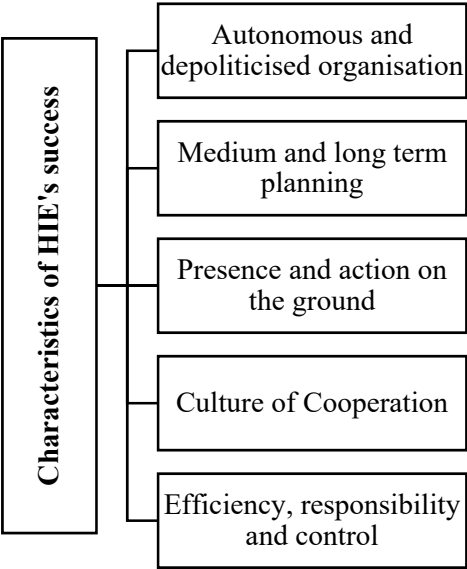 Characteristics of HIE's success
Autonomous and
depoliticised organisation
Medium and long term
planning
Presence and action on
the ground
Culture of Cooperation
Efficiency, responsibility
and control